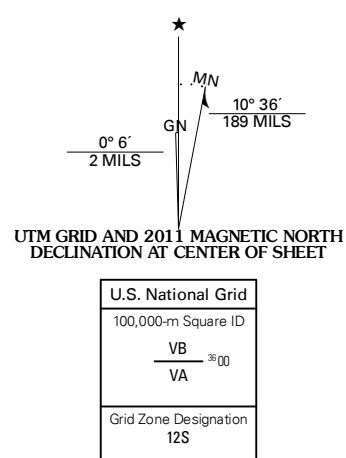 ★
MN
GN
10° 36´
189 MILS
0° 6´
2 MILS
UTM GRID AND 2011 MAGNETIC NORTH
DECLINATION AT CENTER OF SHEET
U.S. National Grid
100,000-m Square ID
VB
3600
VA
Grid Zone Designation
12S